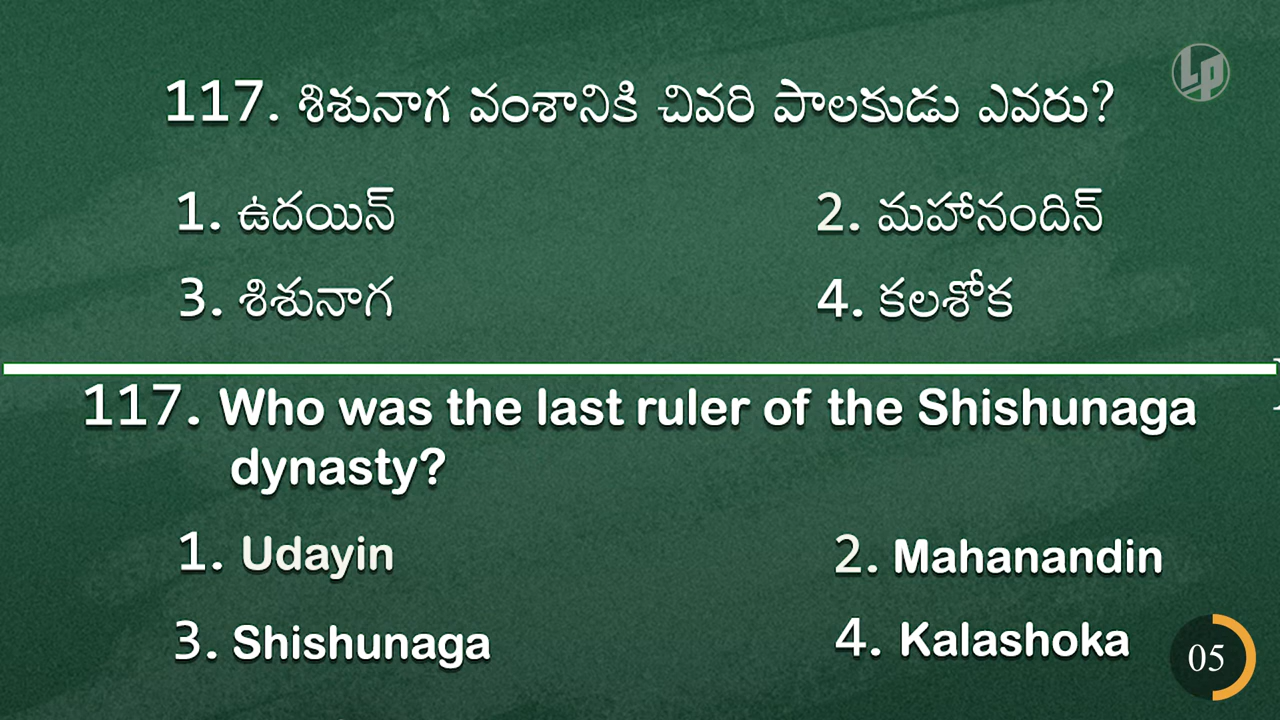 117. శిశునాగ వంశానికి చివరి పాలకుడు ఎవరు?
1. ఉదయిన్ 2. మహానందిన్
3. శిశునాగ 4. కలశోక
117. Who was the last ruler of the Shishunaga
dynasty?
1. Udayin 2. Mahanandin
3. Shishunaga 4. Kalashoka
LP
05